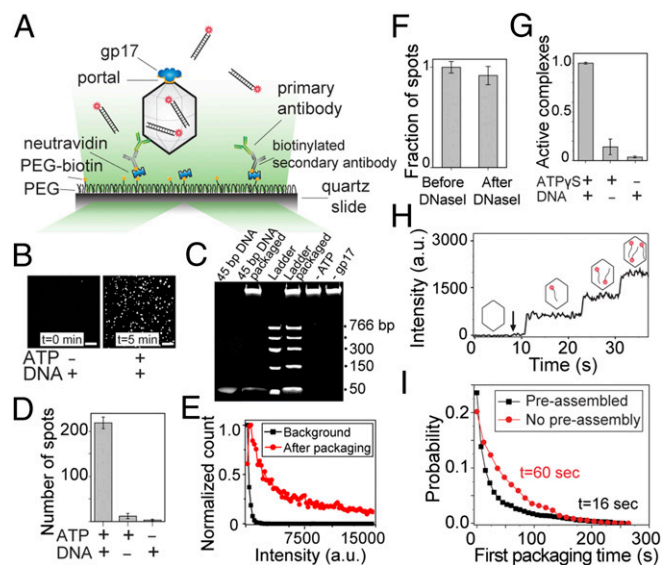 A
gp17
portal
primary
antibody
neutravidin
PEG-biotin
PEG
biotinylated
secondary antibody
quartz
slide
B
t=0 min
t=5 min
ATP − +
DNA + +
C
45 bp DNA
45 bp DNA
packaged
Ladder
Ladder
packaged
- ATP
- gp17
766 bp
300
150
50
D
Number of spots
200
100
0
ATP + + −
DNA + − +
E
Normalized count
1.0
0.5
0
Background
After packaging
75000
15000
Intensity (a.u.)
F
Fraction of spots
1
0
Before
DNaseI
After
DNaseI
G
Active complexes
1.0
0.5
0
ATPγS + + −
DNA + − +
H
Intensity (a.u.)
3000
1500
0
0 10 20 30
Time (s)
I
Probability
0.2
0.1
0.0
Pre-assembled
No pre-assembly
t=60 sec
t=16 sec
0 100 200 300
First packaging time (s)